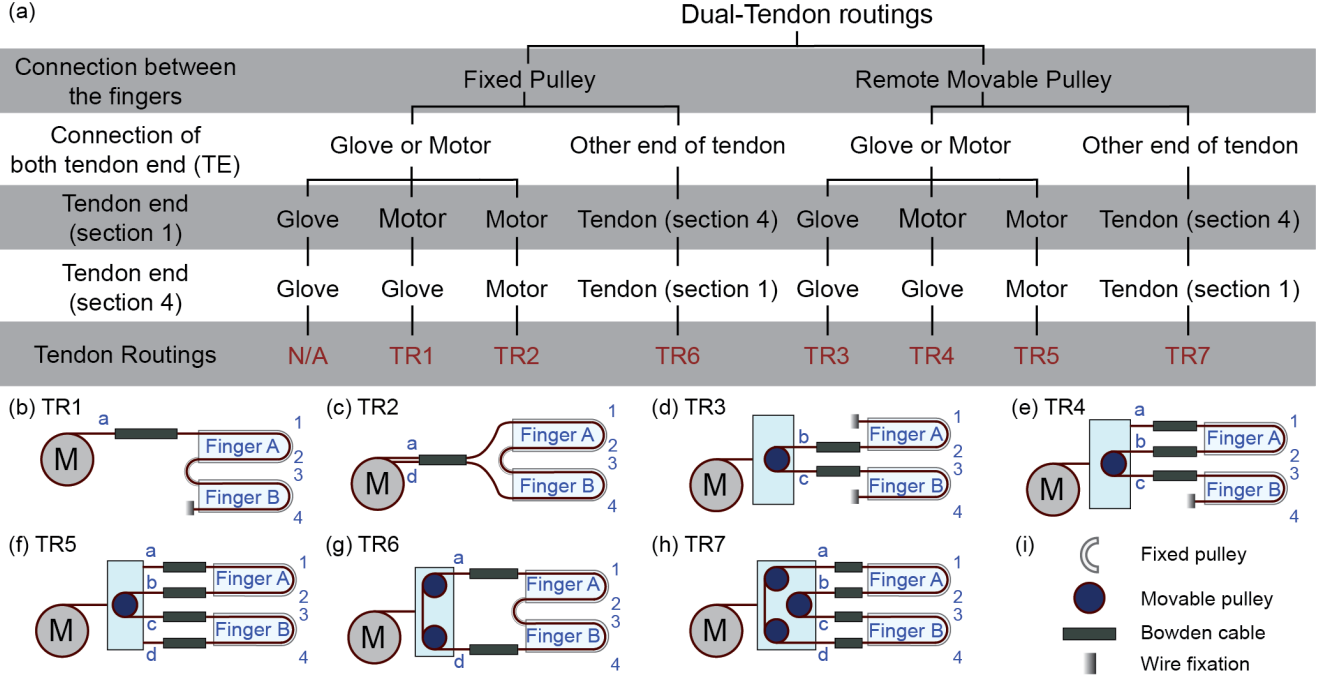 (a)
Dual-Tendon routings
Connection between
the fingers
Fixed Pulley
Remote Movable Pulley
Connection of
both tendon end (TE)
Glove or Motor
Other end of tendon
Glove or Motor
Other end of tendon
Tendon end
(section 1)
Glove
Motor
Motor
Tendon (section 4)
Glove
Motor
Motor
Tendon (section 4)
Tendon end
(section 4)
Glove
Glove
Motor
Tendon (section 1)
Glove
Glove
Motor
Tendon (section 1)
Tendon Routings
N/A
TR1
TR2
TR6
TR3
TR4
TR5
TR7
(b) TR1
a
M
Finger A
Finger B
1
2
3
4
(c) TR2
a
d
M
Finger A
Finger B
1
2
3
4
(d) TR3
b
c
M
Finger A
Finger B
1
2
3
4
(e) TR4
a
b
c
M
Finger A
Finger B
1
2
3
4
(f) TR5
a
b
c
d
M
Finger A
Finger B
1
2
3
4
(g) TR6
a
d
M
Finger A
Finger B
1
2
3
4
(h) TR7
a
b
c
d
M
Finger A
Finger B
1
2
3
4
(i)
Fixed pulley
Movable pulley
Bowden cable
Wire fixation